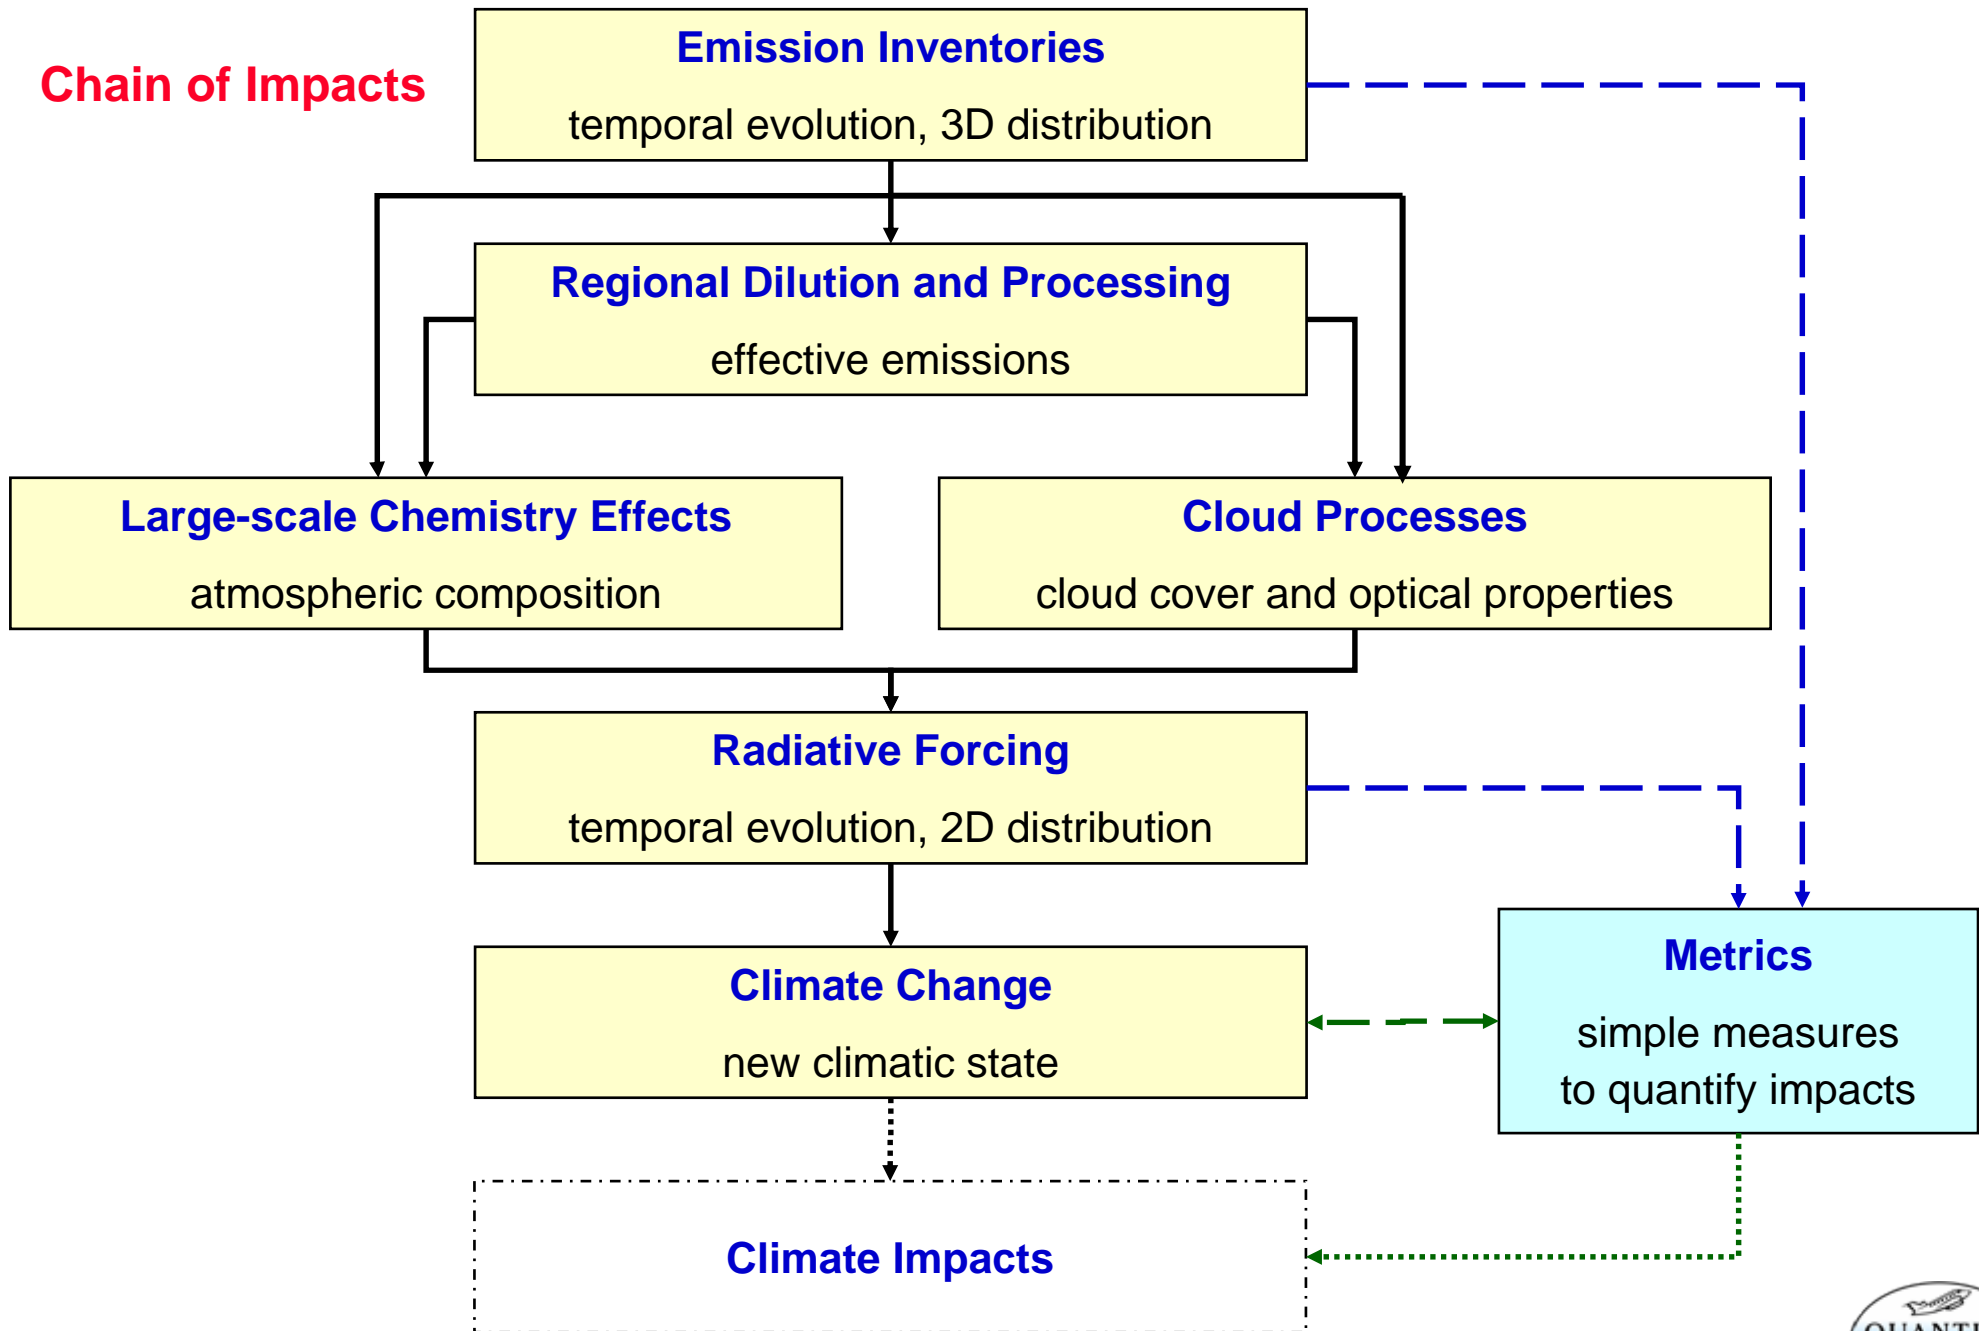 Chain of Impacts
Emission Inventories
temporal evolution, 3D distribution
Regional Dilution and Processing
effective emissions
Large-scale Chemistry Effects
atmospheric composition
Cloud Processes
cloud cover and optical properties
Radiative Forcing
temporal evolution, 2D distribution
Climate Change
new climatic state
Metrics
simple measures
to quantify impacts
Climate Impacts